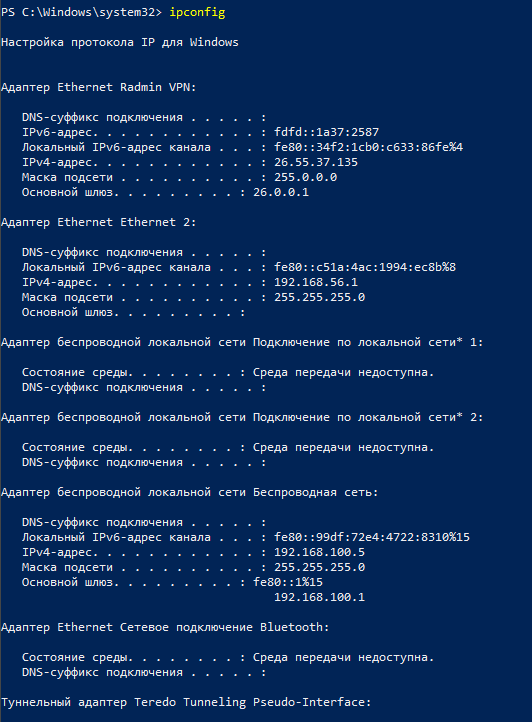 PS C:\Windows\system32> ipconfig
Настройка протокола IP для Windows
Адаптер Ethernet Radmin VPN:
DNS-суффикс подключения . . . . . :
IPv6-адрес. . . . . . . . . . . . : fdfd::1a37:2587
Локальный IPv6-адрес канала . . . : fe80::34f2:1cb0:c633:86fe%4
IPv4-адрес. . . . . . . . . . . . : 26.55.37.135
Маска подсети . . . . . . . . . . : 255.0.0.0
Основной шлюз. . . . . . . . . : 26.0.0.1
Адаптер Ethernet Ethernet 2:
DNS-суффикс подключения . . . . . :
Локальный IPv6-адрес канала . . . : fe80::c51a:4ac:1994:ec8b%8
IPv4-адрес. . . . . . . . . . . . : 192.168.56.1
Маска подсети . . . . . . . . . . : 255.255.255.0
Основной шлюз. . . . . . . . . :
Адаптер беспроводной локальной сети Подключение по локальной сети* 1:
Состояние среды. . . . . . . . : Среда передачи недоступна.
DNS-суффикс подключения . . . . . :
Адаптер беспроводной локальной сети Подключение по локальной сети* 2:
Состояние среды. . . . . . . . : Среда передачи недоступна.
DNS-суффикс подключения . . . . . :
Адаптер беспроводной локальной сети Беспроводная сеть:
DNS-суффикс подключения . . . . . :
Локальный IPv6-адрес канала . . . : fe80::99df:72e4:4722:8310%15
IPv4-адрес. . . . . . . . . . . . : 192.168.100.5
Маска подсети . . . . . . . . . . : 255.255.255.0
Основной шлюз. . . . . . . . . : fe80::1%15
192.168.100.1
Адаптер Ethernet Сетевое подключение Bluetooth:
Состояние среды. . . . . . . . : Среда передачи недоступна.
DNS-суффикс подключения . . . . . :
Туннельный адаптер Teredo Tunneling Pseudo-Interface: